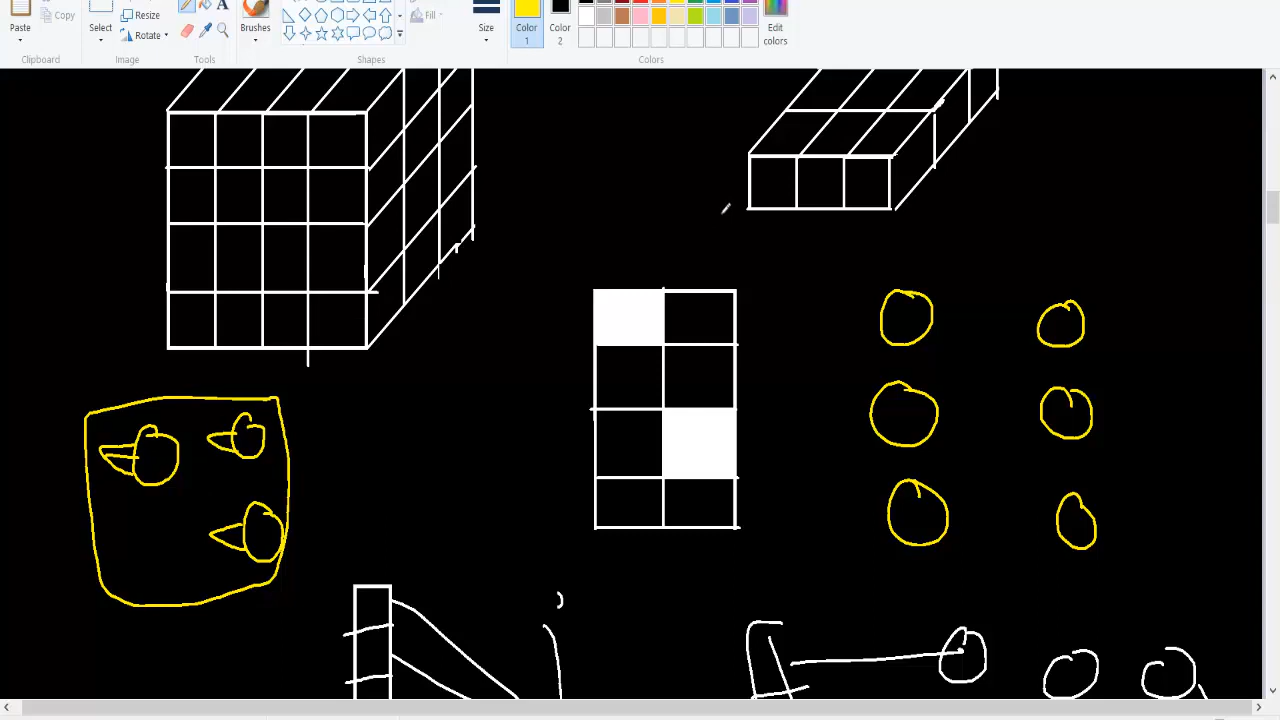 Paste
Copy
Clipboard
Select
Resize
Rotate
Image
A
Tools
Brushes
Fill
Shapes
Size
Color
1
Color
2
Edit
colors
Colors